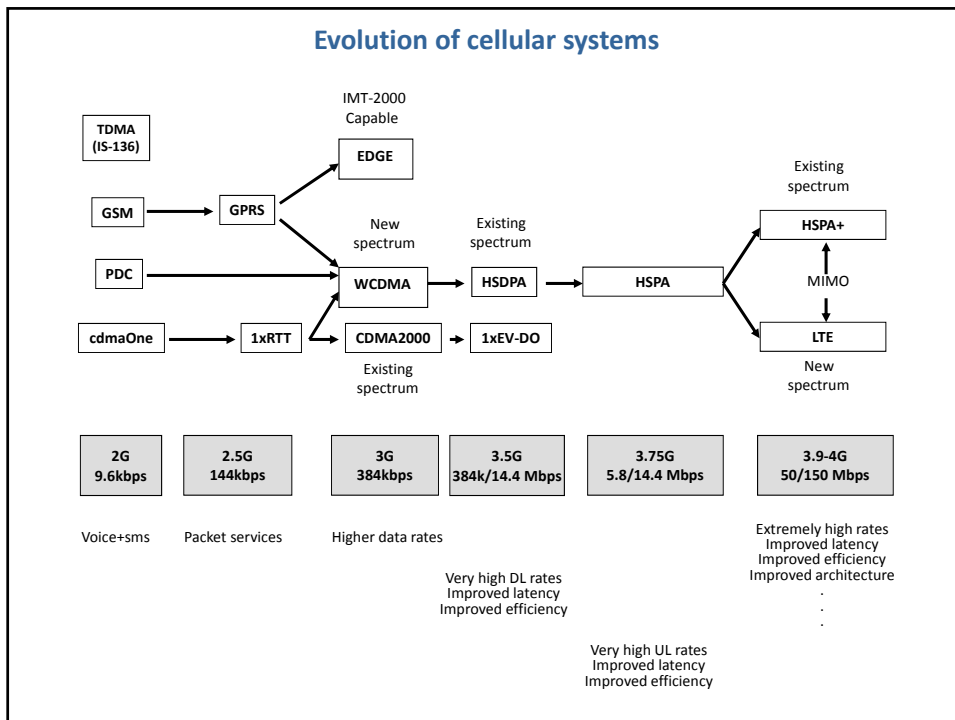 Evolution of cellular systems
IMT-2000
Capable
TDMA
(IS-136)
EDGE
Existing
spectrum
GSM
GPRS
New
spectrum
Existing
spectrum
HSPA+
PDC
WCDMA
HSDPA
HSPA
MIMO
cdmaOne
1xRTT
CDMA2000
1xEV-DO
LTE
Existing
spectrum
New
spectrum
2G
9.6kbps
2.5G
144kbps
3G
384kbps
3.5G
384k/14.4 Mbps
3.75G
5.8/14.4 Mbps
3.9-4G
50/150 Mbps
Voice+sms
Packet services
Higher data rates
Very high DL rates
Improved latency
Improved efficiency
Very high UL rates
Improved latency
Improved efficiency
Extremely high rates
Improved latency
Improved efficiency
Improved architecture
.
.
.